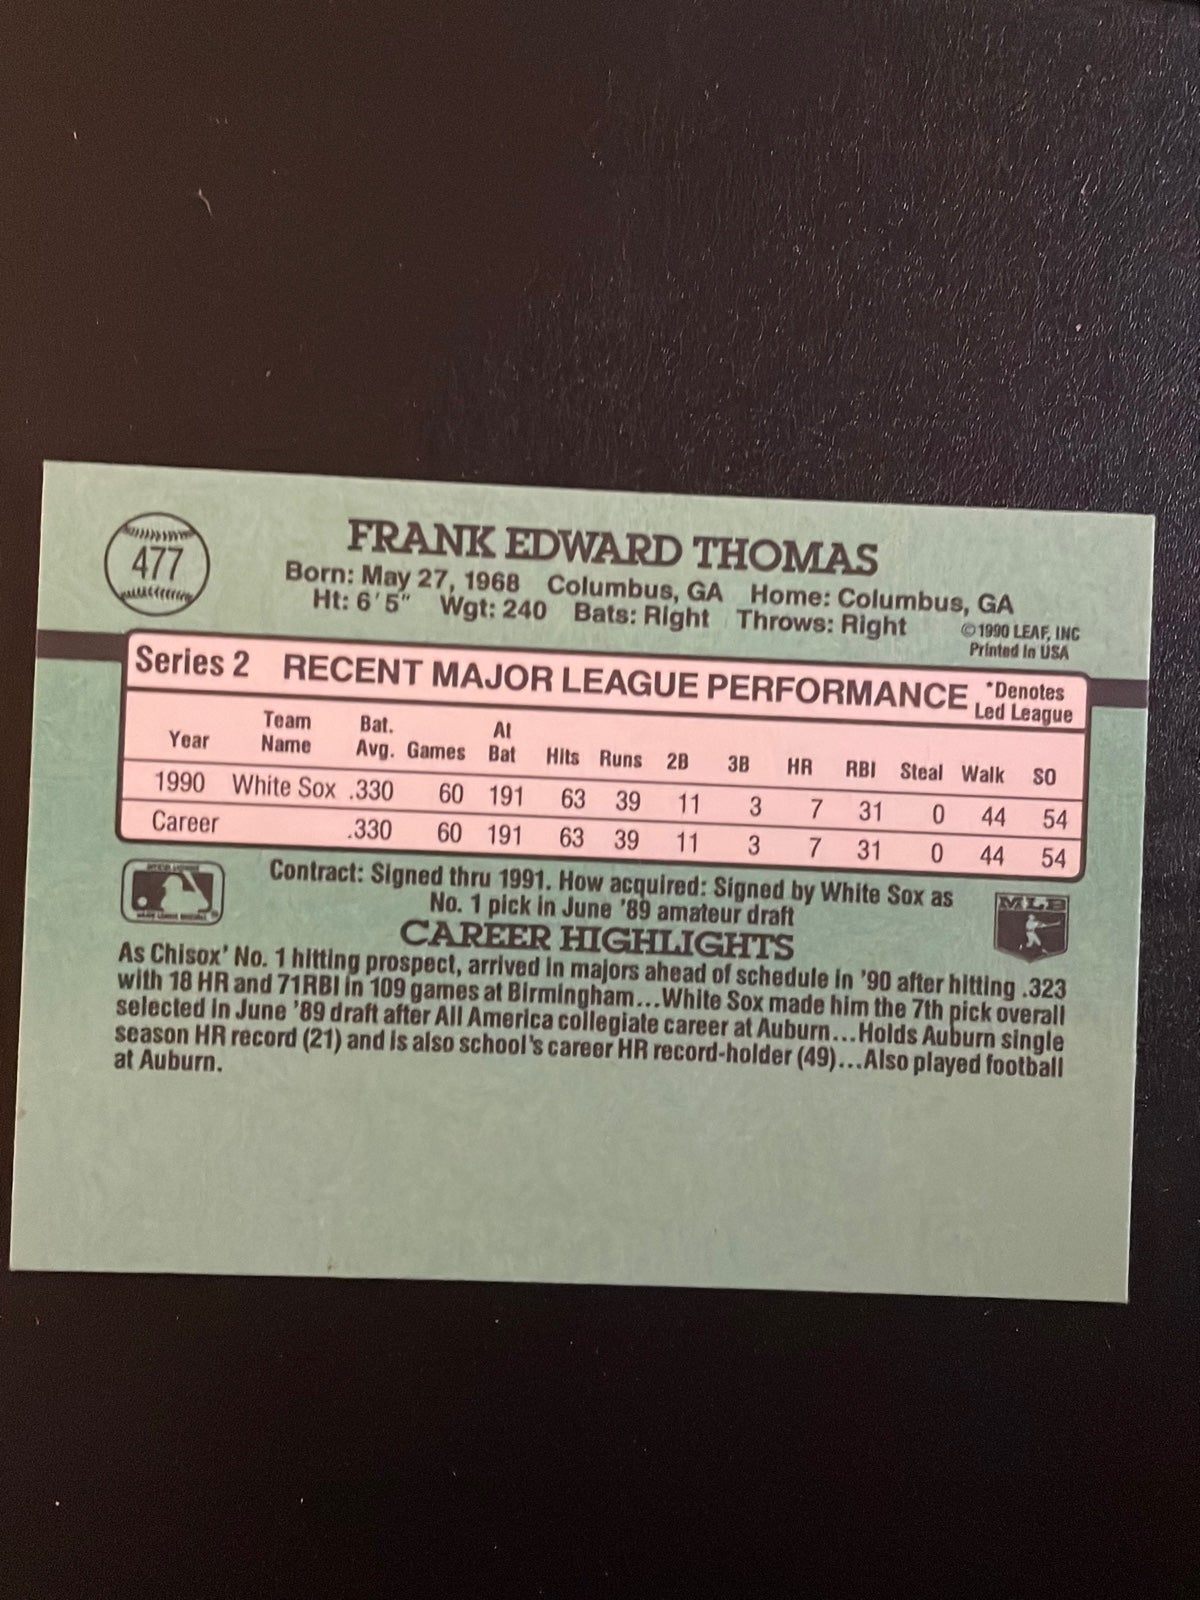 477
FRANK EDWARD THOMAS
Born: May 27, 1968 Columbus, GA Home: Columbus, GA
Ht: 6'5" Wgt: 240 Bats: Right Throws: Right
©1990 LEAF, INC
Printed In USA
Series 2 RECENT MAJOR LEAGUE PERFORMANCE *Denotes
Led League
Year Team Name Bat. Avg. Games At Bat Hits Runs 2B 3B HR RBI Steal Walk SO
1990 White Sox .330 60 191 63 39 11 3 7 31 0 44 54
Career .330 60 191 63 39 11 3 7 31 0 44 54
Contract: Signed thru 1991. How acquired: Signed by White Sox as
No. 1 pick in June '89 amateur draft
MLB
CAREER HIGHLIGHTS
As Chisox' No. 1 hitting prospect, arrived in majors ahead of schedule in '90 after hitting .323
with 18 HR and 71RBI in 109 games at Birmingham...White Sox made him the 7th pick overall
selected in June '89 draft after All America collegiate career at Auburn...Holds Auburn single
season HR record (21) and is also school's career HR record-holder (49)...Also played football
at Auburn.